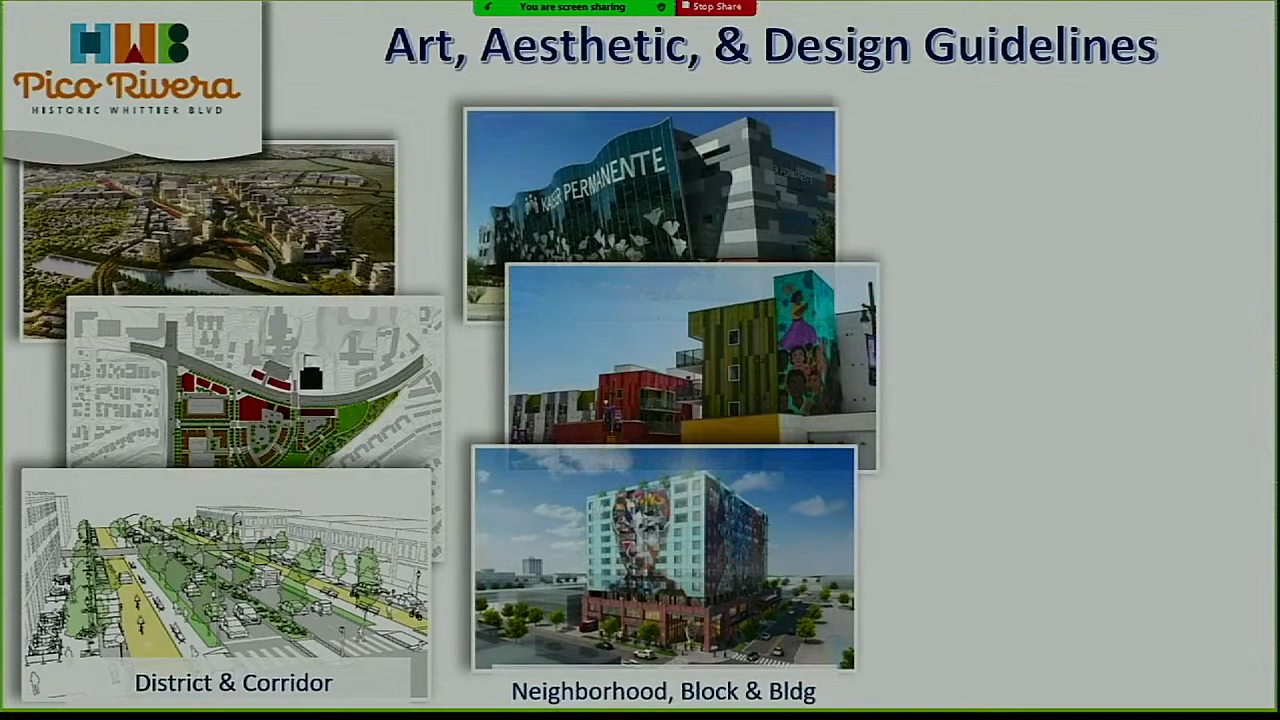 You are screen sharing
Stop Share
Art, Aesthetic, & Design Guidelines
HWB
Pico Rivera
HISTORIC WHITTIER BLVD
KAISER PERMANENTE
District & Corridor
Neighborhood, Block & Bldg